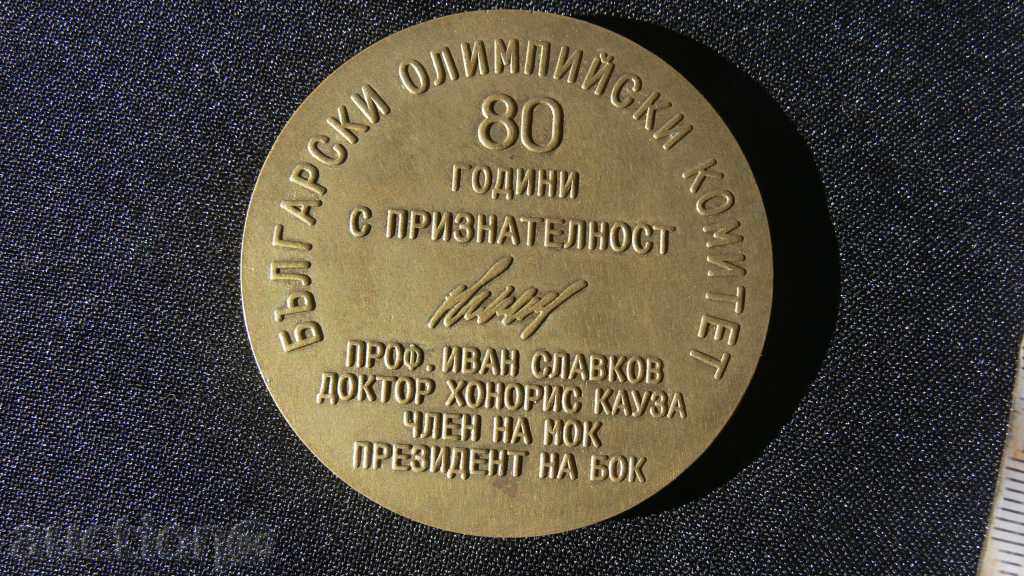 БЪЛГАРСКИ ОЛИМПИЙСКИ КОМИТЕТ
80
ГОДИНИ
С ПРИЗНАТЕЛНОСТ
ПРОФ. ИВАН СЛАВКОВ
ДОКТОР ХОНОРИС КАУЗА
ЧЛЕН НА МОК
ПРЕЗИДЕНТ НА БОК